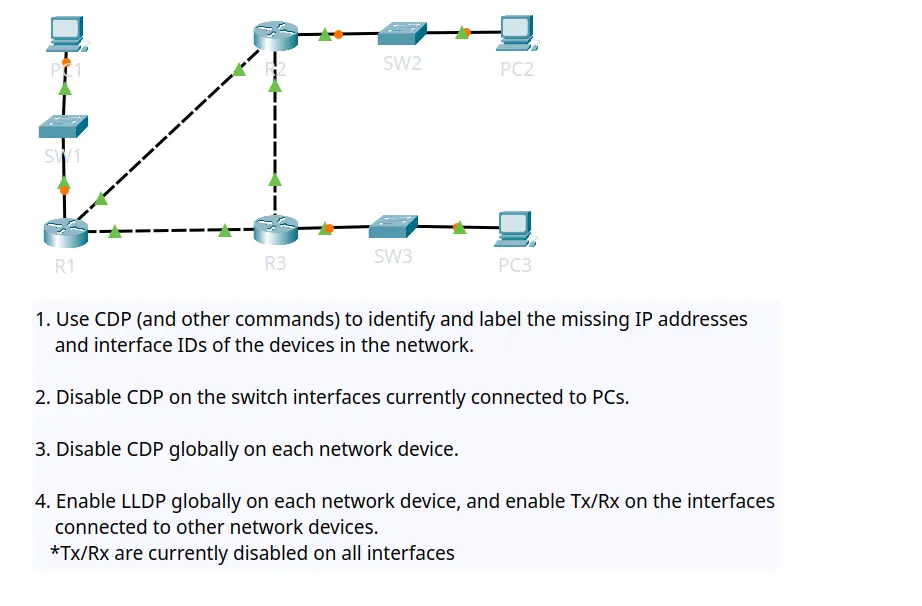 PC1
R2
SW2
PC2
SW1
R1
R3
SW3
PC3
1. Use CDP (and other commands) to identify and label the missing IP addresses
and interface IDs of the devices in the network.
2. Disable CDP on the switch interfaces currently connected to PCs.
3. Disable CDP globally on each network device.
4. Enable LLDP globally on each network device, and enable Tx/Rx on the interfaces
connected to other network devices.
*Tx/Rx are currently disabled on all interfaces